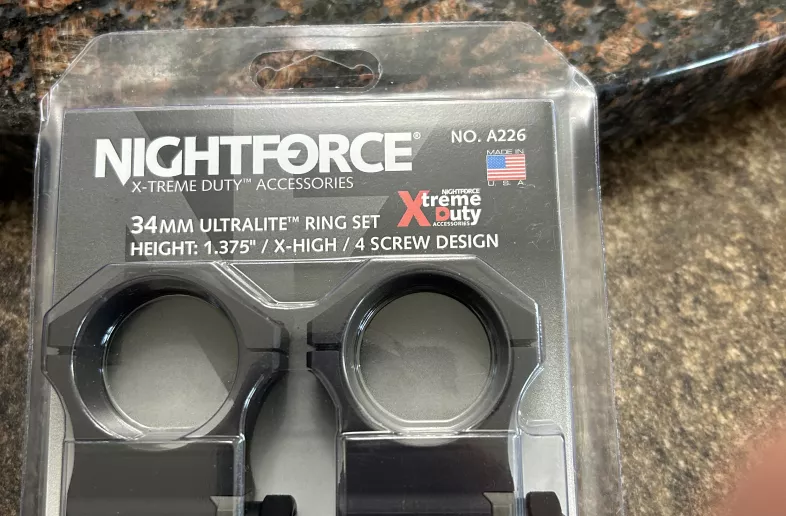 NIGHTFORCE®
X-TREME DUTY™ ACCESSORIES
NO. A226
MADE IN
U. S. A
NIGHTFORCE
Xtreme
Duty
ACCESSORIES
34MM ULTRALITE™ RING SET
HEIGHT: 1.375" / X-HIGH / 4 SCREW DESIGN